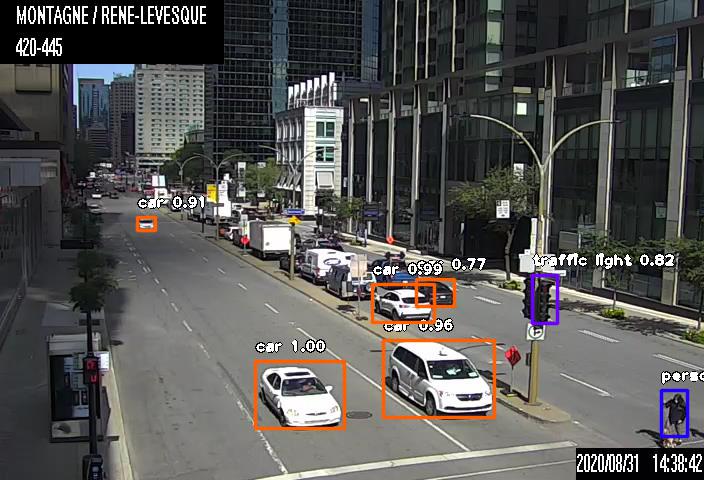 MONTAGNE / RENE-LEVESQUE
420-445
car 0.91
car 0.99
0.77
traffic light 0.82
car 0.96
car 1.00
perso
P
2020/08/31 14:38:42